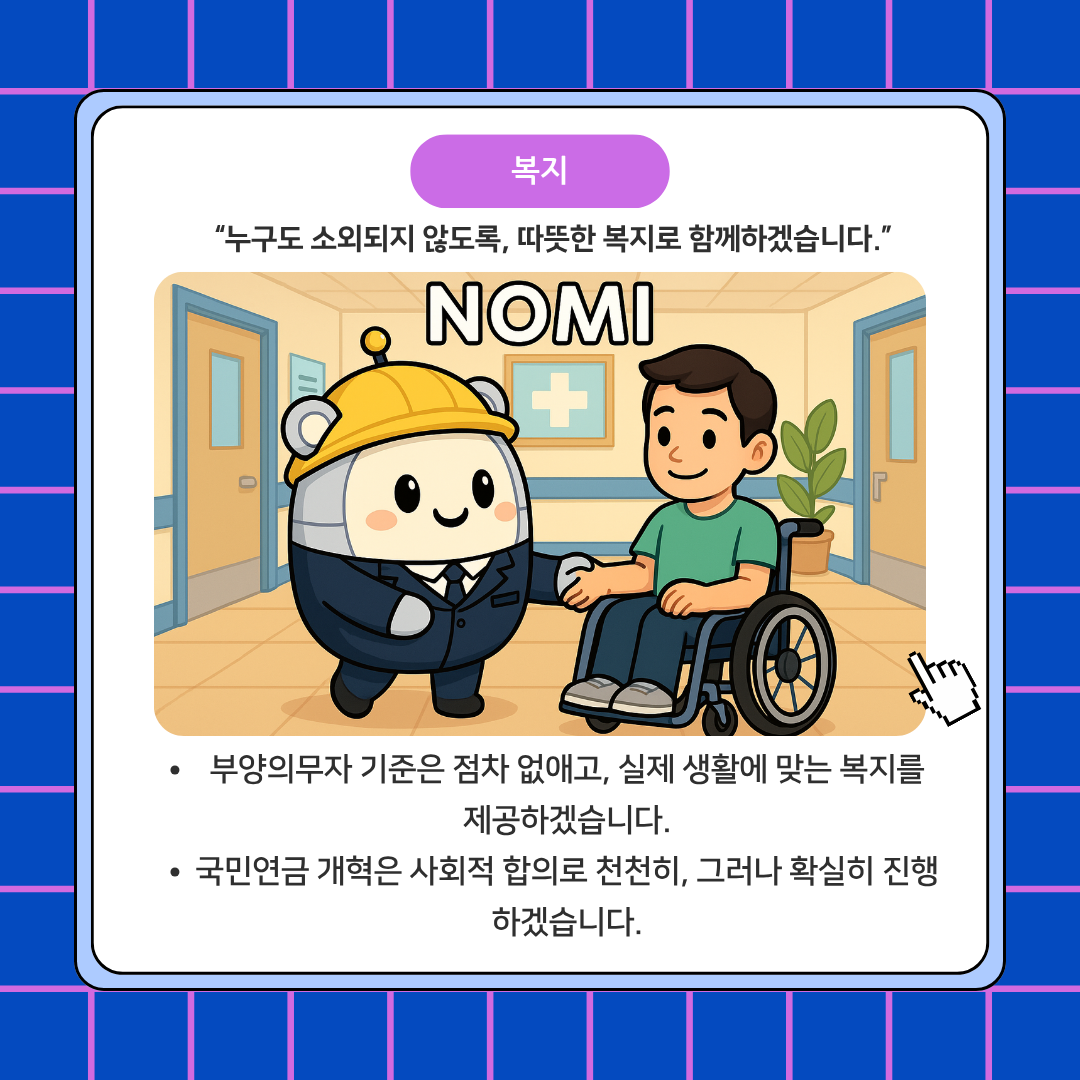 복지
“누구도 소외되지 않도록, 따뜻한 복지로 함께하겠습니다.”
NOMI
• 부양의무자 기준은 점차 없애고, 실제 생활에 맞는 복지를
제공하겠습니다.
• 국민연금 개혁은 사회적 합의로 천천히, 그러나 확실히 진행
하겠습니다.